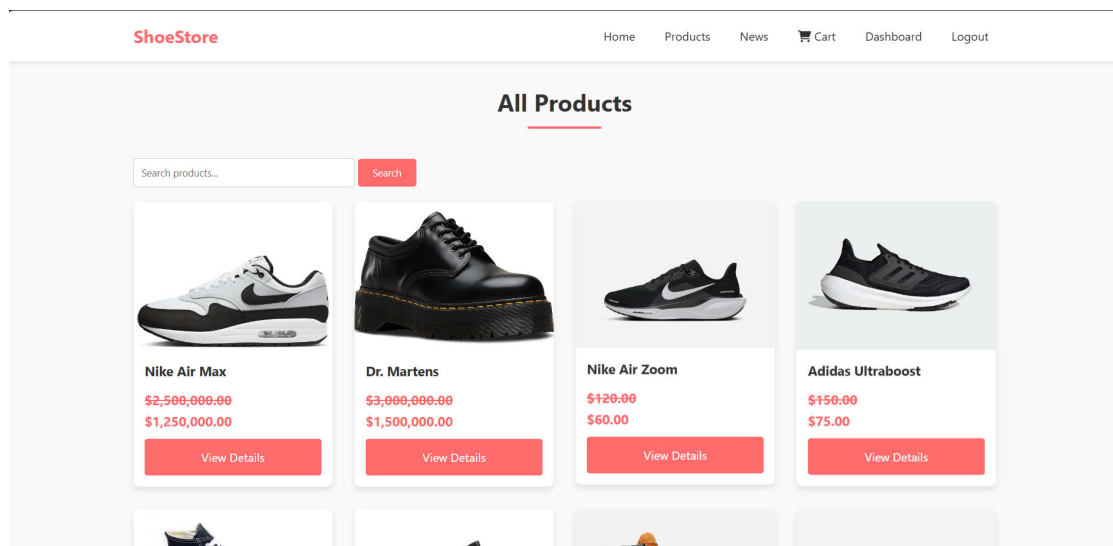 ShoeStore
Home Products News Cart Dashboard Logout
All Products
Search products...
Search
Nike Air Max
$2,500,000.00
$1,250,000.00
View Details
Dr. Martens
$3,000,000.00
$1,500,000.00
View Details
Nike Air Zoom
$120.00
$60.00
View Details
Adidas Ultraboost
$150.00
$75.00
View Details